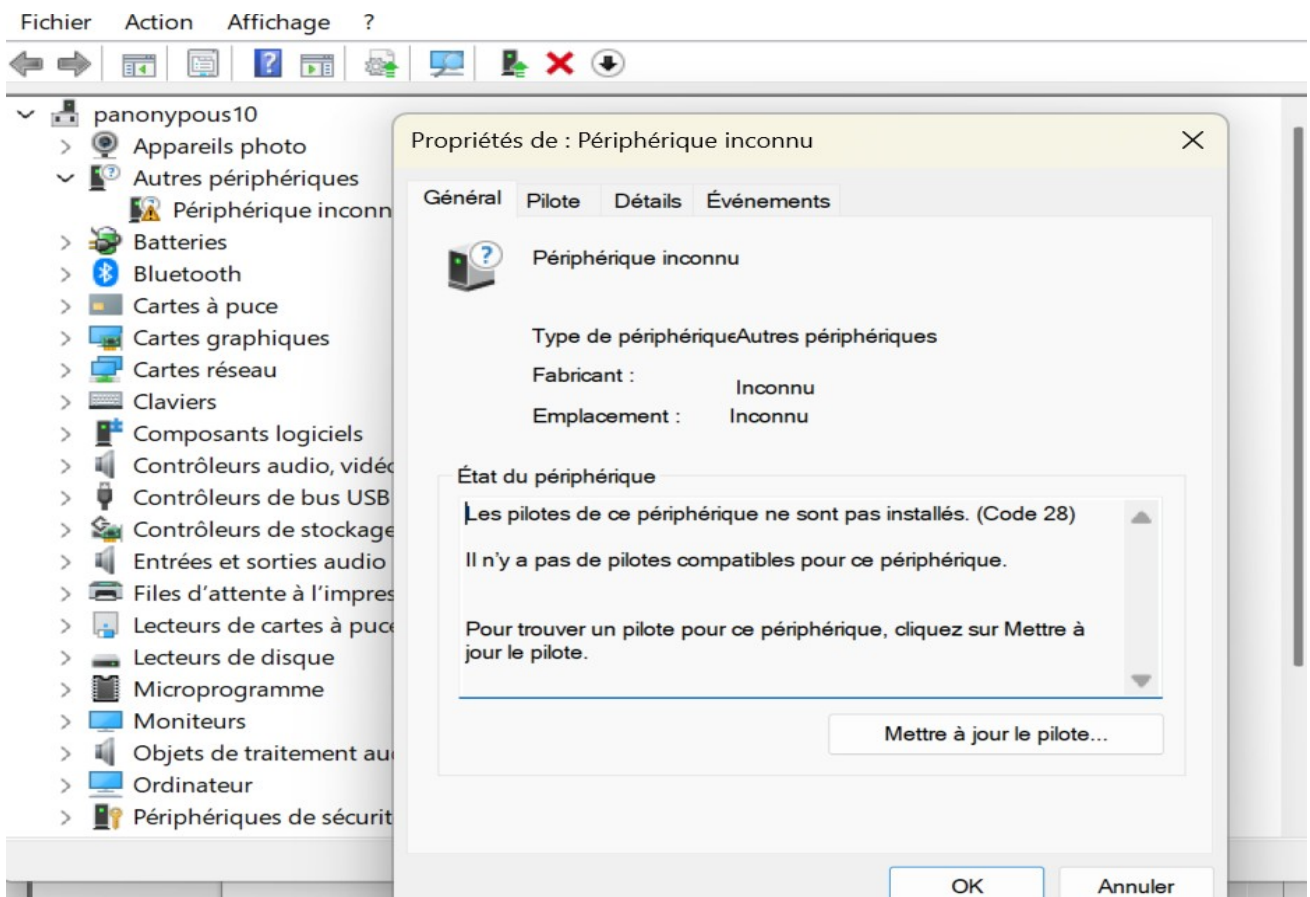 Fichier Action Affichage ?
panonypous10
Appareils photo
Autres périphériques
Périphérique inconn
Batteries
Bluetooth
Cartes à puce
Cartes graphiques
Cartes réseau
Claviers
Composants logiciels
Contrôleurs audio, vidéo
Contrôleurs de bus USB
Contrôleurs de stockage
Entrées et sorties audio
Files d'attente à l'impres
Lecteurs de cartes à puce
Lecteurs de disque
Microprogramme
Moniteurs
Objets de traitement au
Ordinateur
Périphériques de sécurit
Propriétés de : Périphérique inconnu
Général Pilote Détails Événements
Périphérique inconnu
Type de périphérique Autres périphériques
Fabricant : Inconnu
Emplacement : Inconnu
État du périphérique
Les pilotes de ce périphérique ne sont pas installés. (Code 28)
Il n'y a pas de pilotes compatibles pour ce périphérique.
Pour trouver un pilote pour ce périphérique, cliquez sur Mettre à
jour le pilote.
Mettre à jour le pilote...
OK Annuler